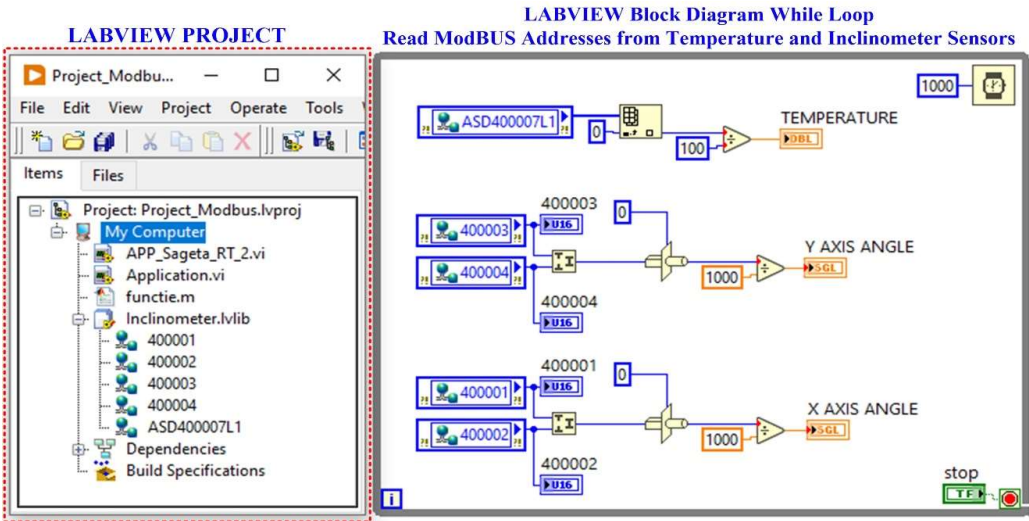 LABVIEW PROJECT
LABVIEW Block Diagram While Loop
Read ModBUS Addresses from Temperature and Inclinometer Sensors
Project_Modbu...
File Edit View Project Operate Tools
Items Files
Project: Project_Modbus.lvproj
My Computer
APP_Sageta_RT_2.vi
Application.vi
functie.m
Inclinometer.lvlib
400001
400002
400003
400004
ASD400007L1
Dependencies
Build Specifications
1000
ASD400007L1
0
100
TEMPERATURE
DBL
400003
U16
0
400003
400004
1000
Y AXIS ANGLE
SGL
400004
U16
400001
U16
0
400001
400002
1000
X AXIS ANGLE
SGL
400002
U16
stop
TF
i